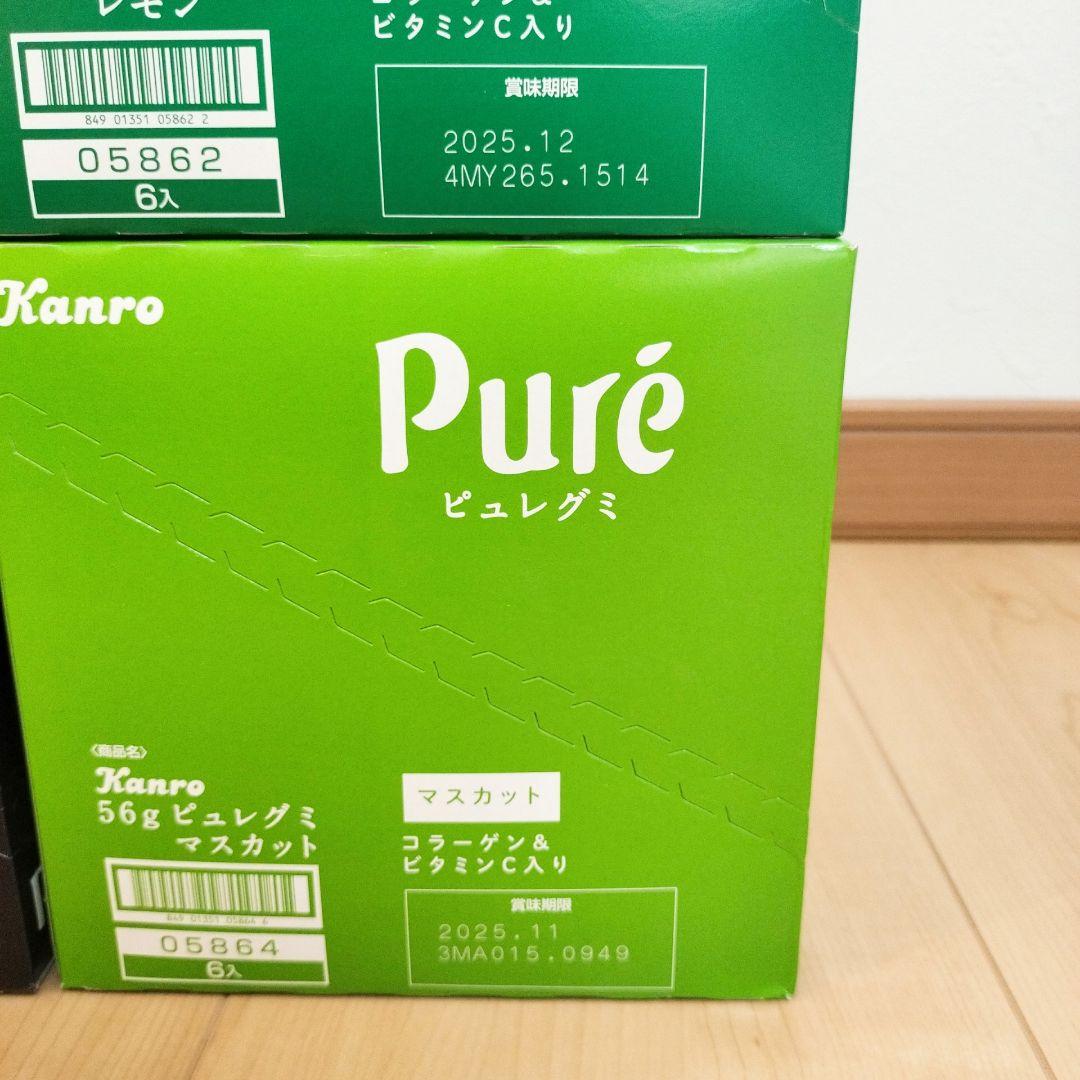 レモン
コラーゲン&
ビタミンC入り
849 01351 05862 2
賞味期限
2025.12
4MY265.1514
05862
6入
Kanro
Puré
ピュレグミ
〈商品名〉
Kanro
56g ピュレグミ
マスカット
マスカット
コラーゲン&
ビタミンC入り
849 01351 05864 6
賞味期限
2025.11
3MA015.0949
05864
6入